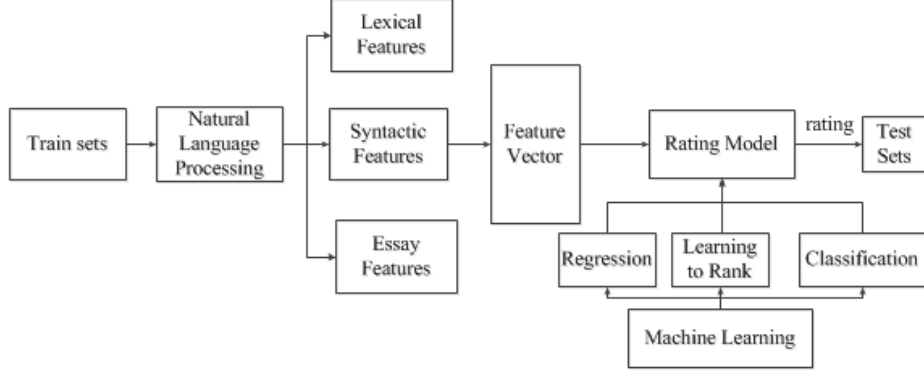 Lexical
Features
Train sets
Natural
Language
Processing
Syntactic
Features
Essay
Features
Feature
Vector
Rating Model
rating
Test
Sets
Regression
Learning
to Rank
Classification
Machine Learning